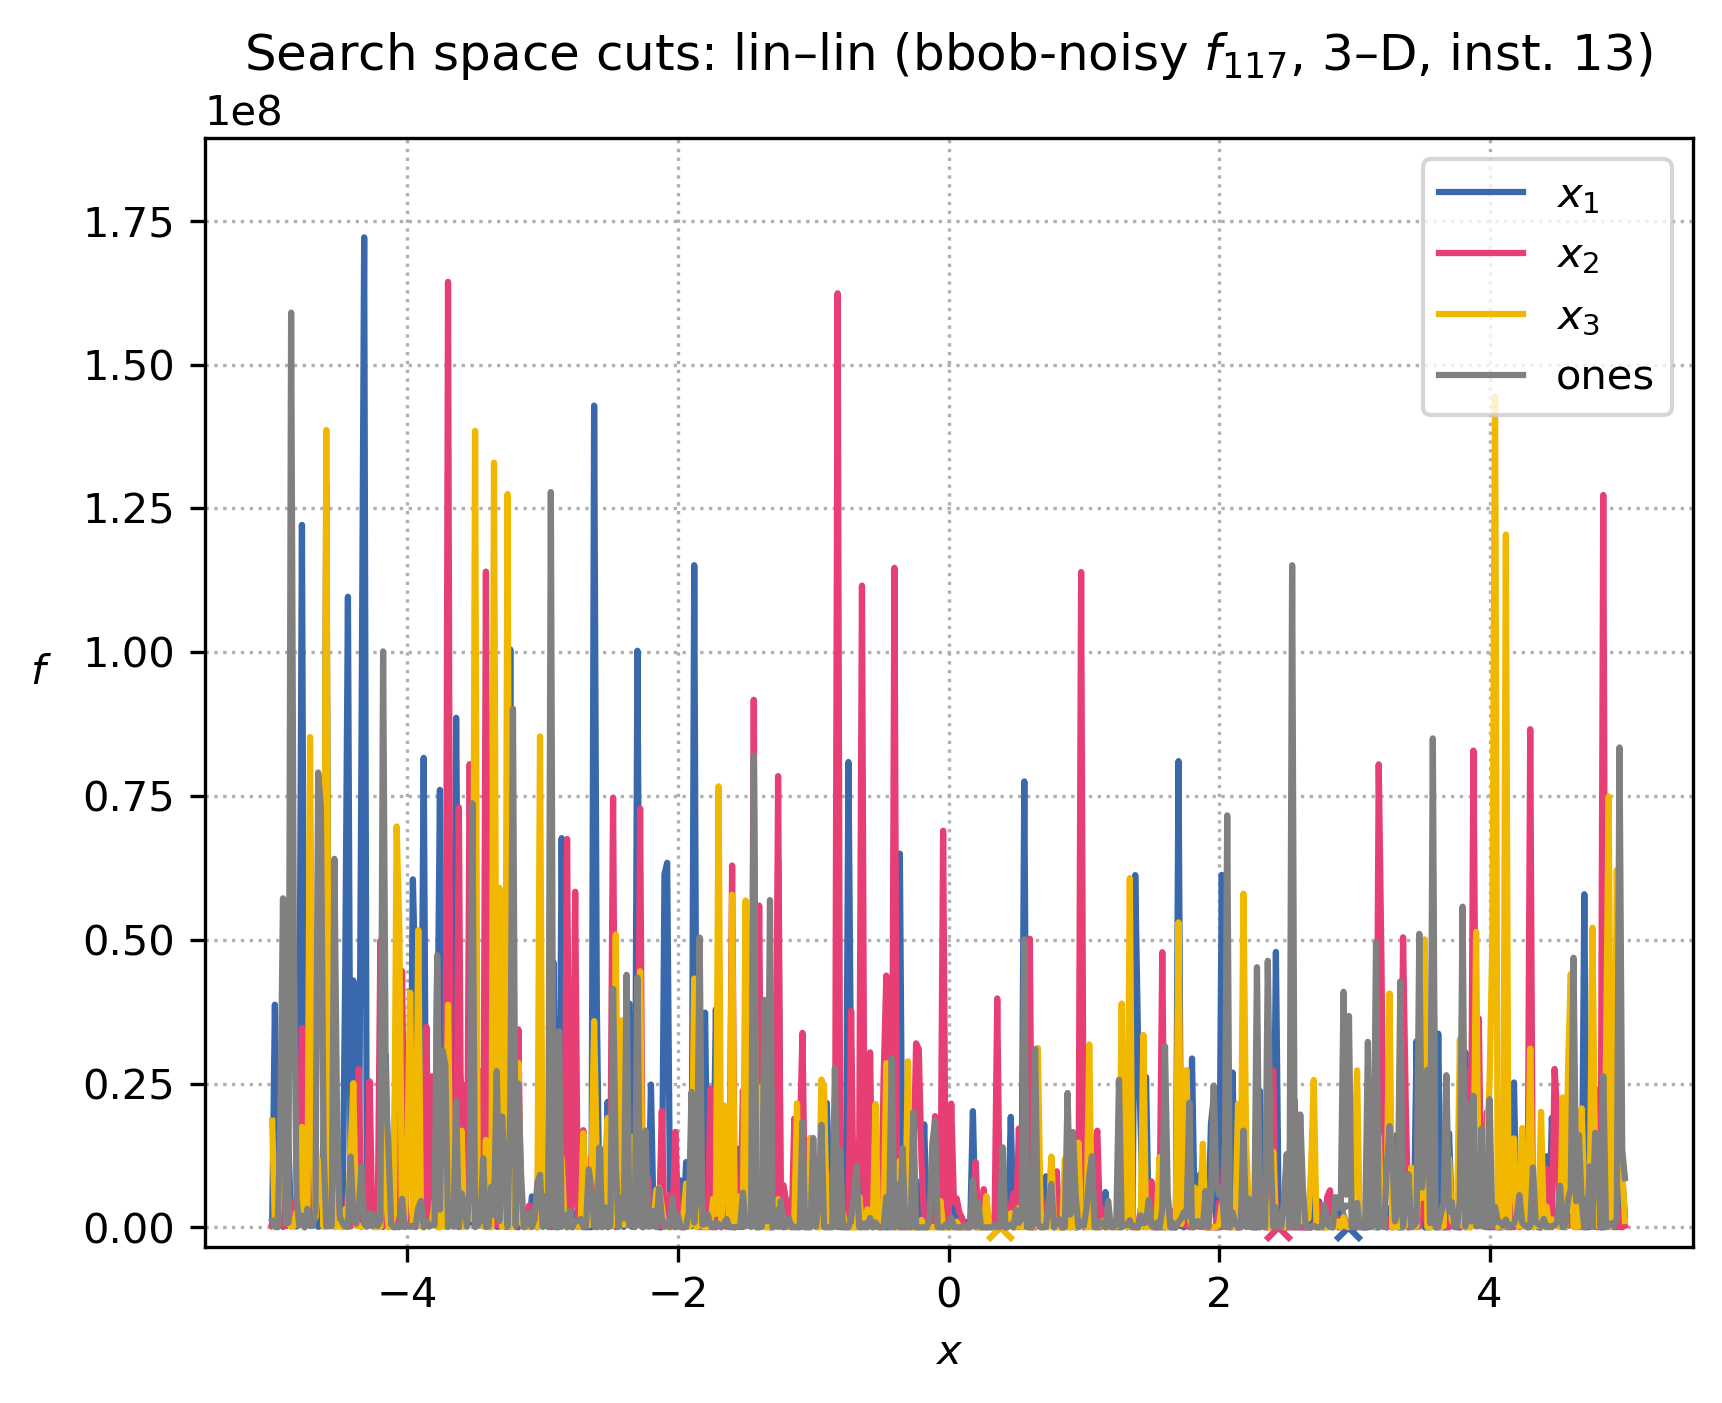 Search space cuts: lin–lin (bbob-noisy f₁₁₇, 3–D, inst. 13)
1e8
x₁
x₂
x₃
ones
1.75
1.50
1.25
1.00
0.75
0.50
0.25
0.00
f
−4 −2 0 2 4
x